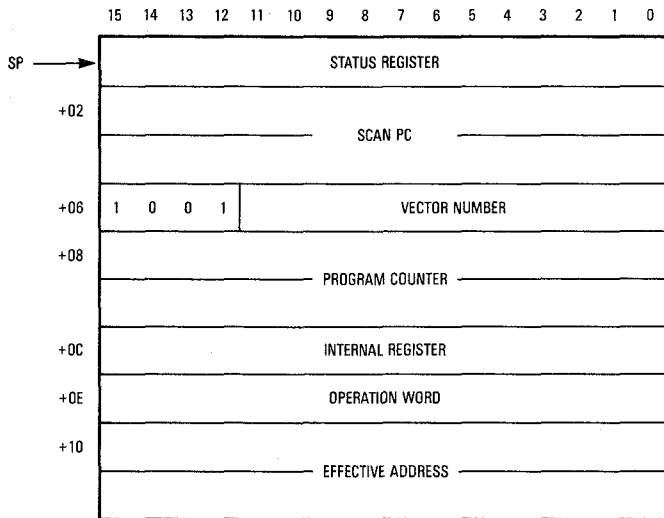 15 14 13 12 11 10 9 8 7 6 5 4 3 2 1 0
SP STATUS REGISTER
+02
SCAN PC
+06 1 0 0 1 VECTOR NUMBER
+08
PROGRAM COUNTER
+0C INTERNAL REGISTER
+0E OPERATION WORD
+10
EFFECTIVE ADDRESS